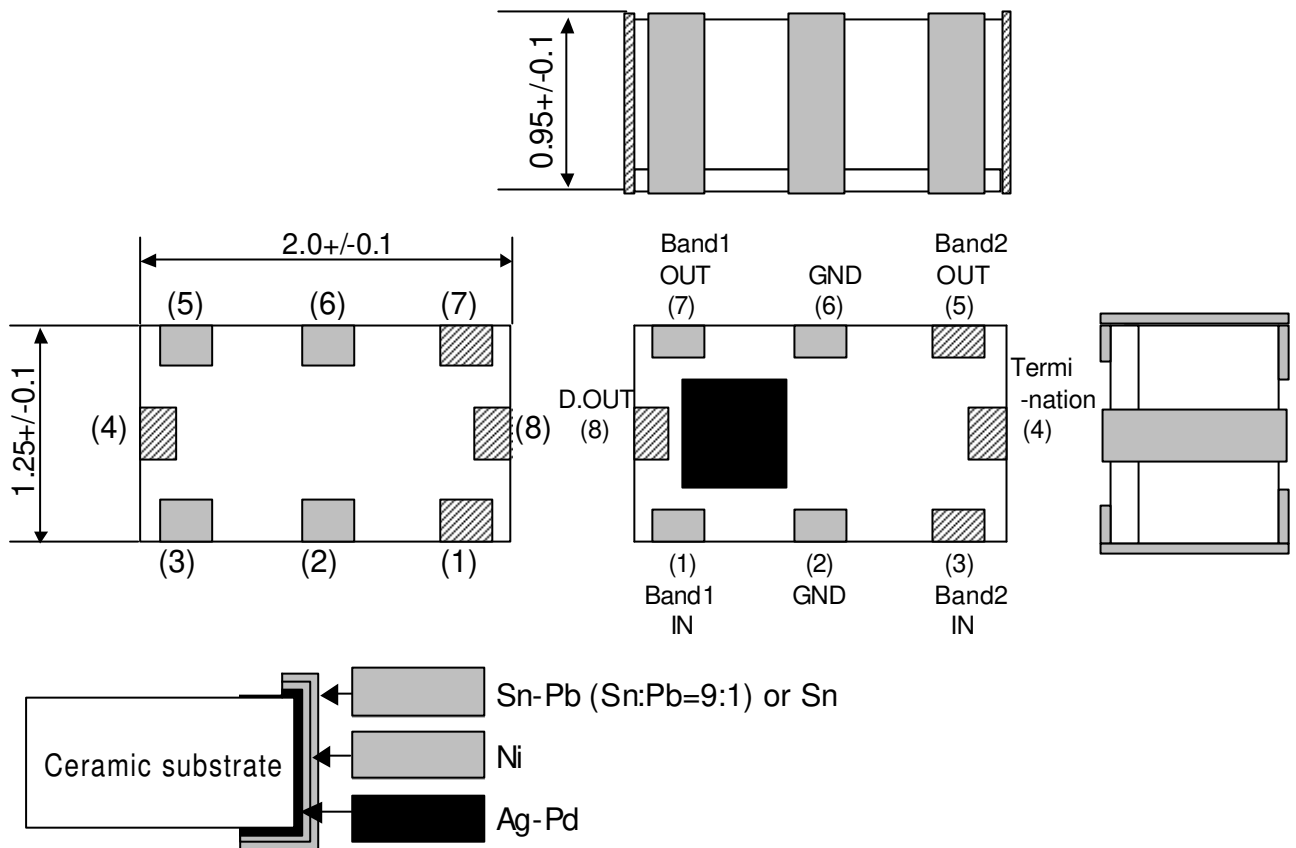 0.95+/-0.1
2.0+/-0.1
1.25+/-0.1
(5) (6) (7)
(4) (8)
(3) (2) (1)
Band1 Band2
OUT GND OUT
(7) (6) (5)
D.OUT
(8)
Termi
-nation
(4)
(1) (2) (3)
Band1 GND Band2
IN IN
Sn-Pb (Sn:Pb=9:1) or Sn
Ceramic substrate
Ni
Ag-Pd